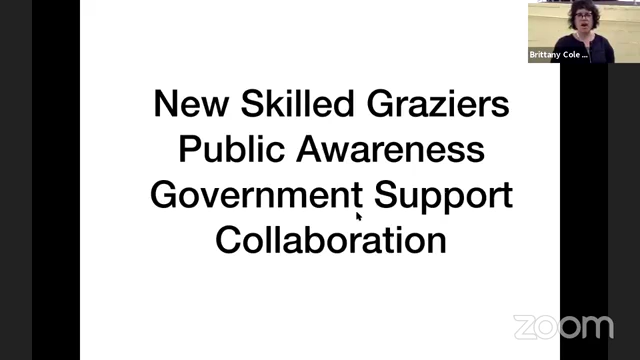 Brittany Cole ...
New Skilled Graziers
Public Awareness
Government Support
Collaboration
zoom